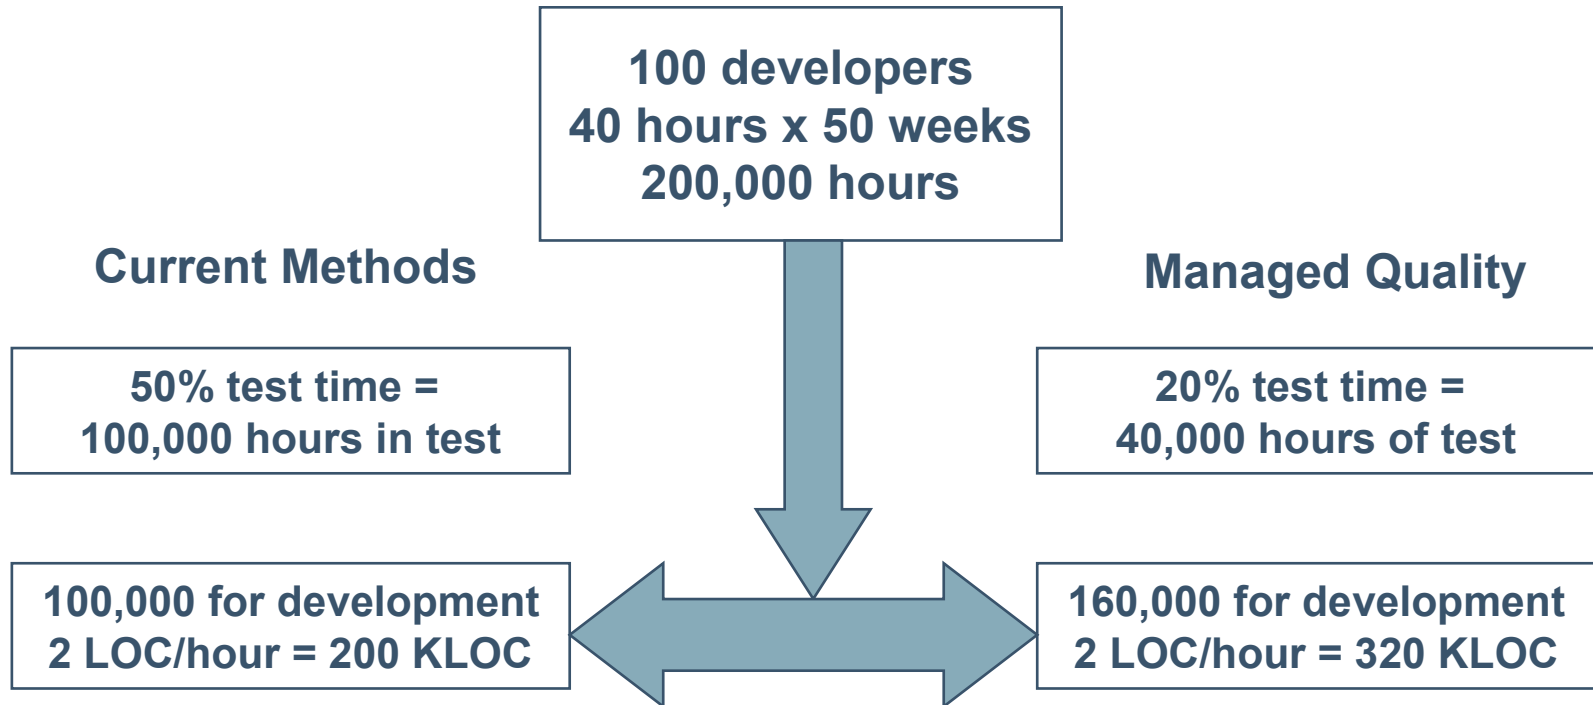 100 developers
40 hours x 50 weeks
200,000 hours
Current Methods
Managed Quality
50% test time =
100,000 hours in test
20% test time =
40,000 hours of test
100,000 for development
2 LOC/hour = 200 KLOC
160,000 for development
2 LOC/hour = 320 KLOC